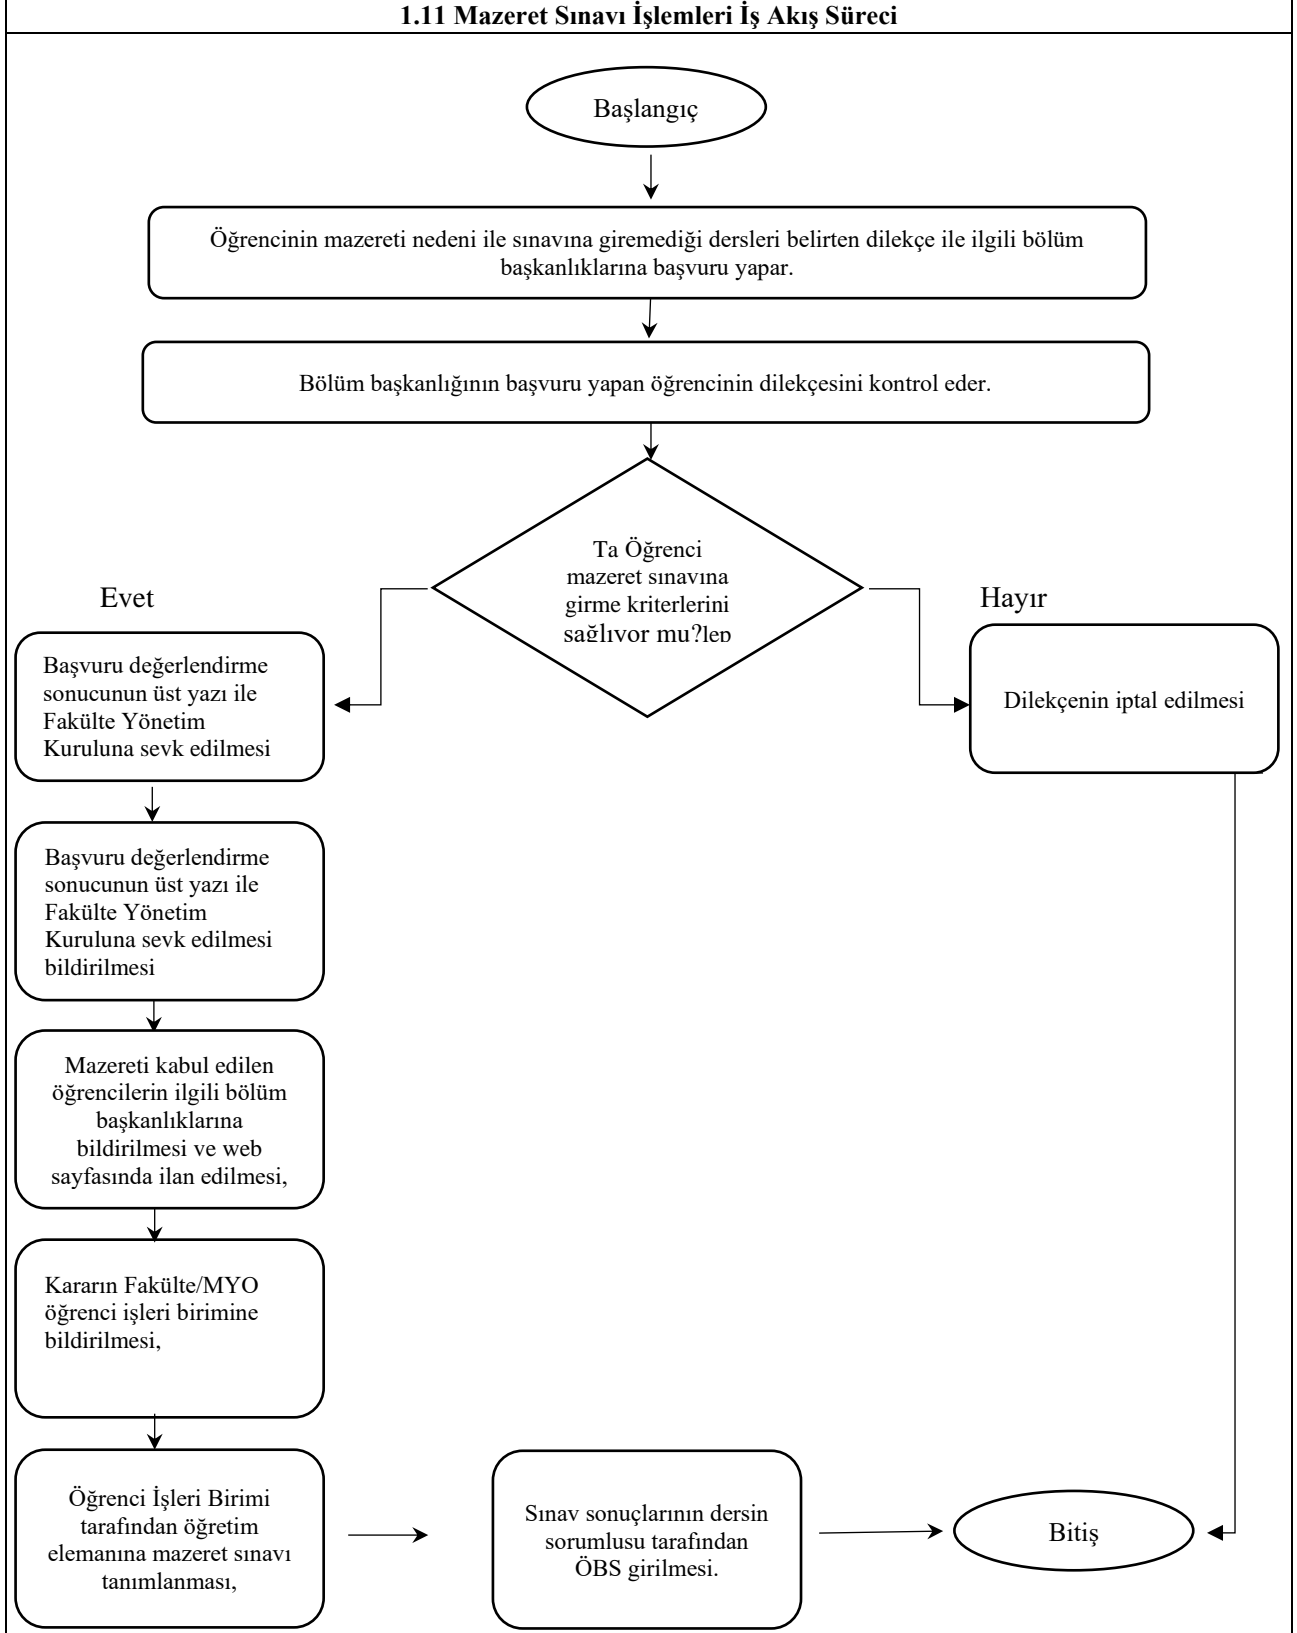 1.11 Mazeret Sınavı İşlemleri İş Akış Süreci
Başlangıç
Öğrencinin mazereti nedeni ile sınavına giremediği dersleri belirten dilekçe ile ilgili bölüm
başkanlıklarına başvuru yapar.
Bölüm başkanlığının başvuru yapan öğrencinin dilekçesini kontrol eder.
Ta Öğrenci
mazeret sınavına
girme kriterlerini
sağlıyor mu?lep
Evet
Hayır
Başvuru değerlendirme
sonucunun üst yazı ile
Fakülte Yönetim
Kuruluna sevk edilmesi
Dilekçenin iptal edilmesi
Başvuru değerlendirme
sonucunun üst yazı ile
Fakülte Yönetim
Kuruluna sevk edilmesi
bildirilmesi
Mazereti kabul edilen
öğrencilerin ilgili bölüm
başkanlıklarına
bildirilmesi ve web
sayfasında ilan edilmesi,
Kararın Fakülte/MYO
öğrenci işleri birimine
bildirilmesi,
Öğrenci İşleri Birimi
tarafından öğretim
elemanına mazeret sınavı
tanımlanması,
Sınav sonuçlarının dersin
sorumlusu tarafından
ÖBS girilmesi.
Bitiş